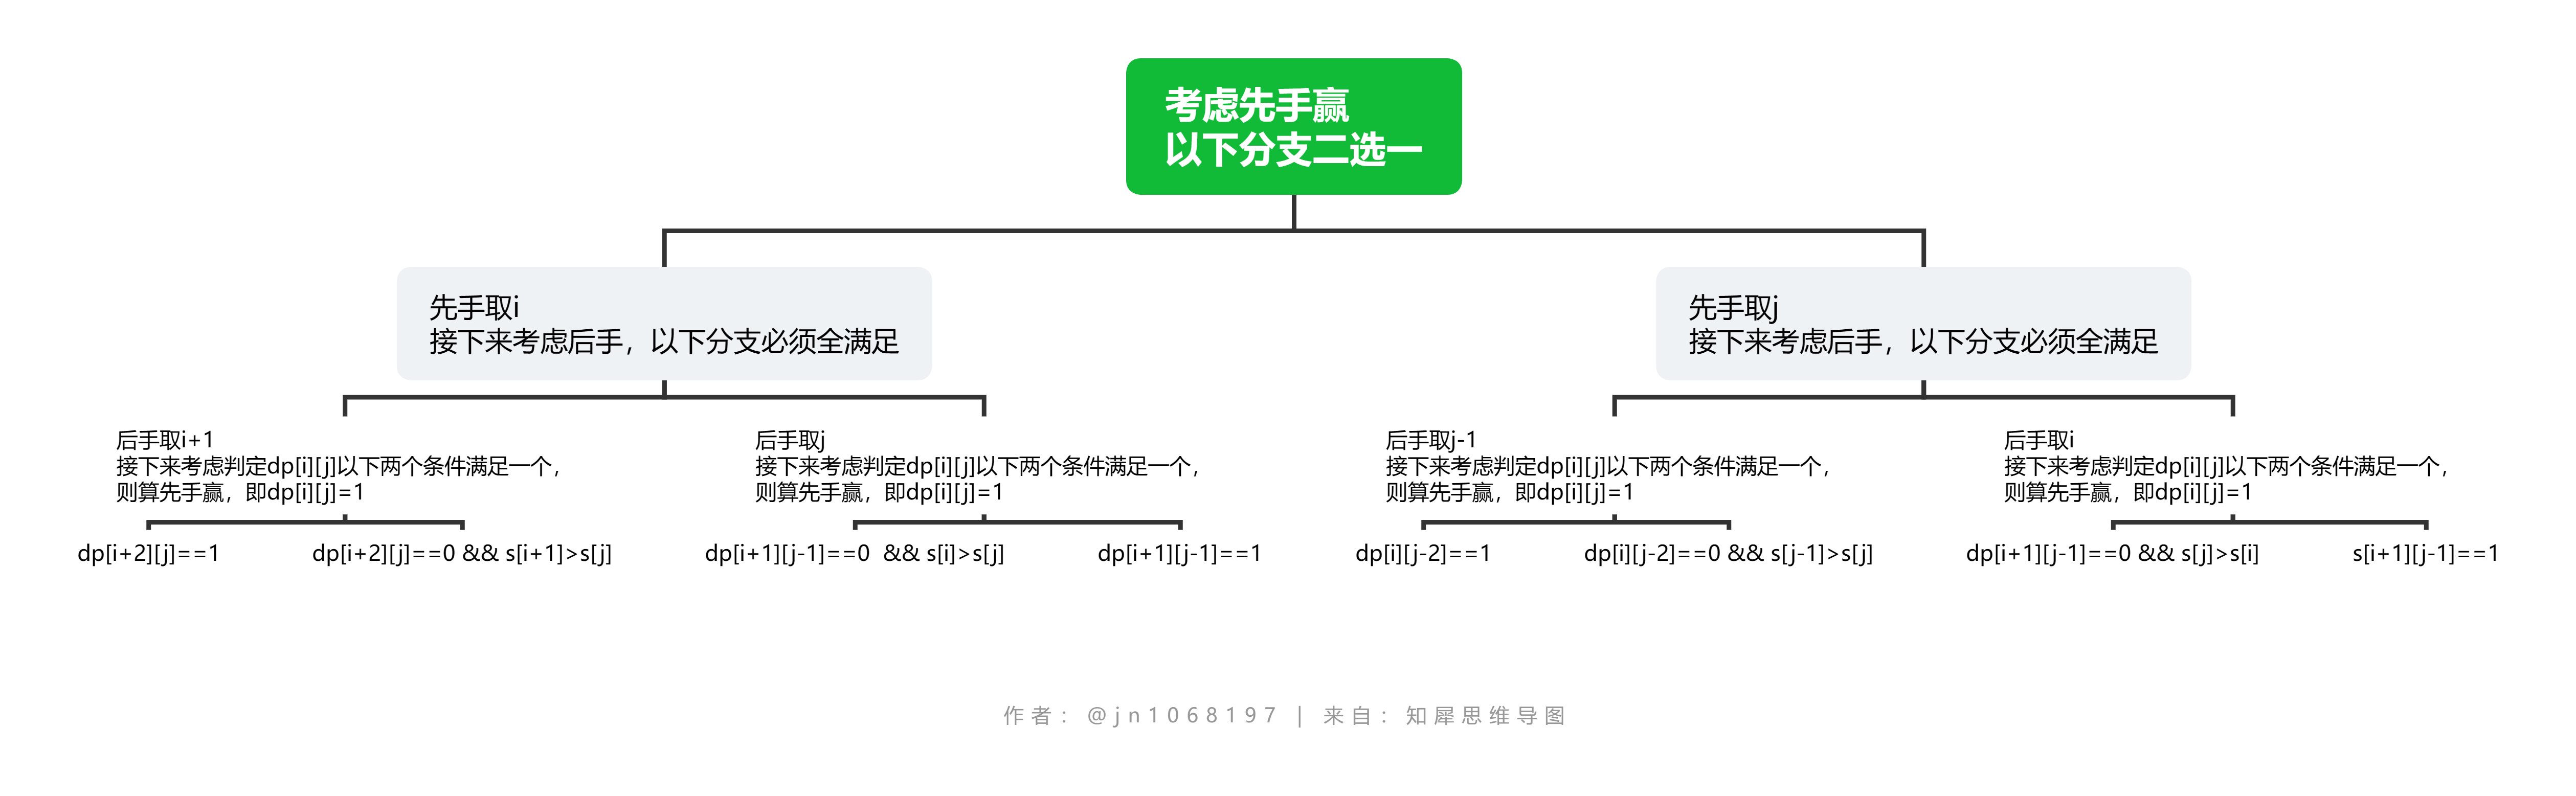 考虑先手赢
以下分支二选一
先手取i
接下来考虑后手，以下分支必须全满足
先手取j
接下来考虑后手，以下分支必须全满足
后手取i+1
接下来考虑判定dp[i][j]以下两个条件满足一个，
则算先手赢，即dp[i][j]=1
后手取j
接下来考虑判定dp[i][j]以下两个条件满足一个，
则算先手赢，即dp[i][j]=1
后手取j-1
接下来考虑判定dp[i][j]以下两个条件满足一个，
则算先手赢，即dp[i][j]=1
后手取i
接下来考虑判定dp[i][j]以下两个条件满足一个，
则算先手赢，即dp[i][j]=1
dp[i+2][j]==1
dp[i+2][j]==0 && s[i+1]>s[j]
dp[i+1][j-1]==0  && s[i]>s[j]
dp[i+1][j-1]==1
dp[i][j-2]==1
dp[i][j-2]==0 && s[j-1]>s[j]
dp[i+1][j-1]==0 && s[j]>s[i]
s[i+1][j-1]==1
作者：@jn1068197 | 来自：知犀思维导图